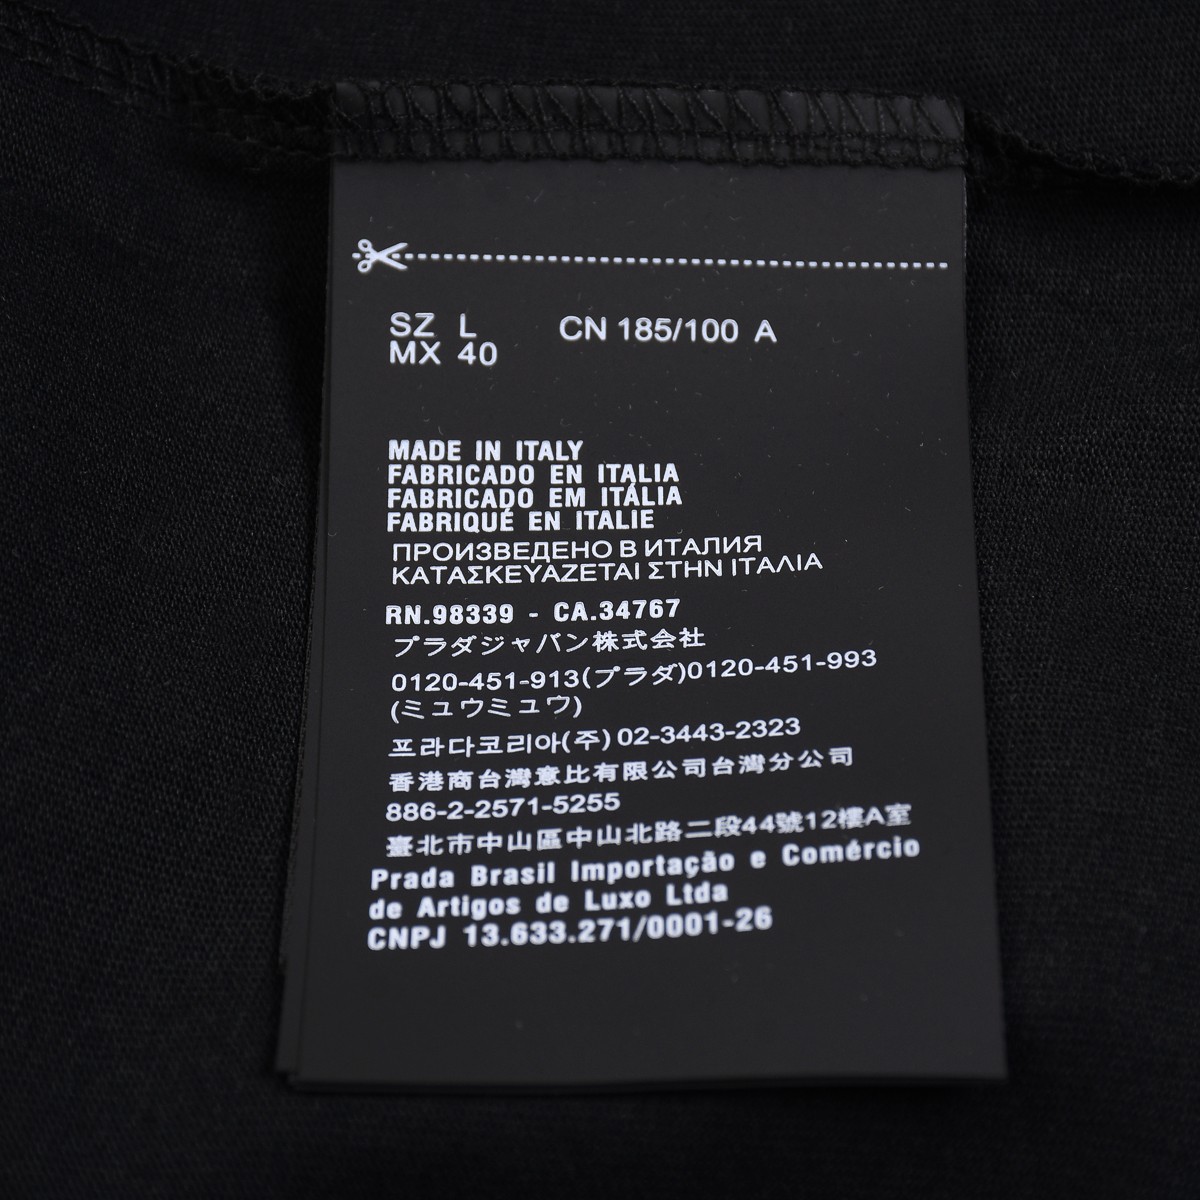 SZ L CN 185/100 A
MX 40
MADE IN ITALY
FABRICADO EN ITALIA
FABRICADO EM ITÁLIA
FABRIQUÉ EN ITALIE
ПРОИЗВЕДЕНО В ИТАЛИЯ
ΚΑΤΑΣΚΕΥΑΖΕΤΑΙ ΣΤΗΝ ΙΤΑΛΙΑ
RN.98339 - CA.34767
プラダジャパン株式会社
0120-451-913(プラダ)0120-451-993
(ミュウミュウ)
프라다코리아(주) 02-3443-2323
香港商台灣意比有限公司台灣分公司
886-2-2571-5255
臺北市中山區中山北路二段44號12樓A室
Prada Brasil Importação e Comércio
de Artigos de Luxo Ltda
CNPJ 13.633.271/0001-26